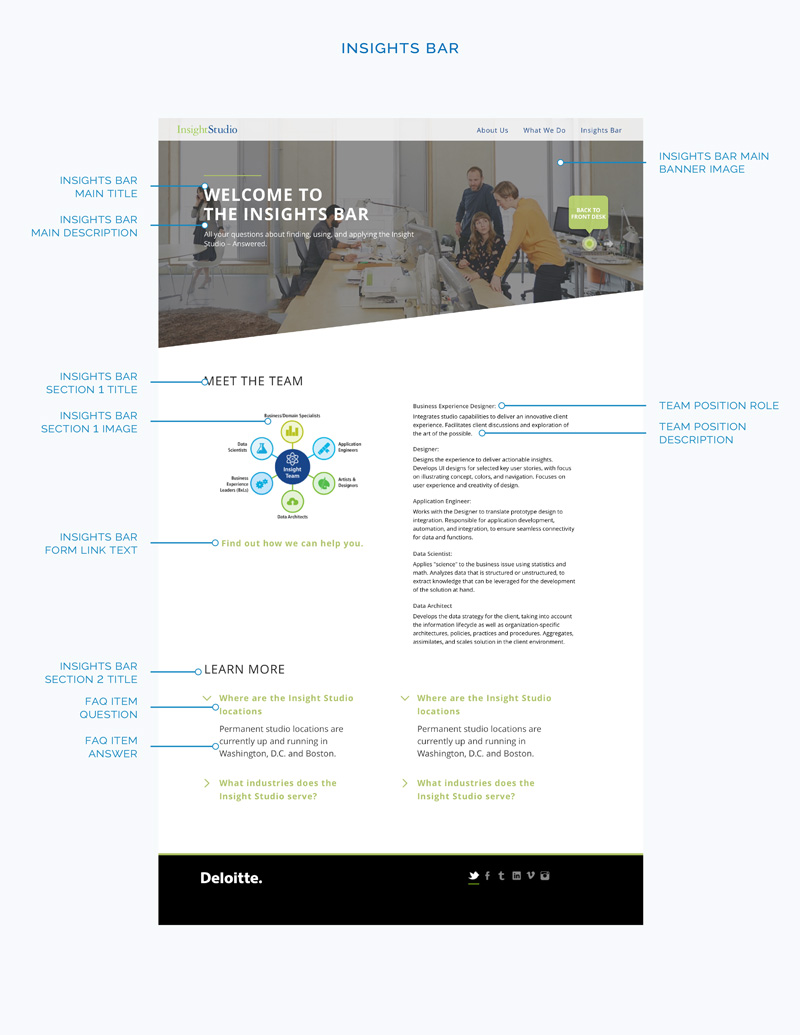 INSIGHTS BAR
InsightStudio
About Us What We Do Insights Bar
INSIGHTS BAR MAIN
BANNER IMAGE
INSIGHTS BAR
MAIN TITLE
WELCOME TO
THE INSIGHTS BAR
INSIGHTS BAR
MAIN DESCRIPTION
All your questions about finding, using, and applying the Insight
Studio – Answered.
BACK TO
FRONT DESK
INSIGHTS BAR
SECTION 1 TITLE
MEET THE TEAM
INSIGHTS BAR
SECTION 1 IMAGE
Business/Domain Specialists
Data
Scientists
Application
Engineers
Insight
Team
Business
Experience
Leaders (BxLs)
Artists &
Designers
Data Architects
INSIGHTS BAR
FORM LINK TEXT
Find out how we can help you.
TEAM POSITION ROLE
TEAM POSITION
DESCRIPTION
Business Experience Designer:
Integrates studio capabilities to deliver an innovative client
experience. Facilitates client discussions and exploration of
the art of the possible.
Designer:
Designs the experience to deliver actionable insights.
Develops UI designs for selected key user stories, with focus
on illustrating concept, colors, and navigation. Focuses on
user experience and creativity of design.
Application Engineer:
Works with the Designer to translate prototype design to
integration. Responsible for application development,
automation, and integration, to ensure seamless connectivity
for data and functions.
Data Scientist:
Applies "science" to the business issue using statistics and
math. Analyzes data that is structured or unstructured, to
extract knowledge that can be leveraged for the development
of the solution at hand.
Data Architect
Develops the data strategy for the client, taking into account
the information lifecycle as well as organization-specific
architectures, policies, practices and procedures. Aggregates,
assimilates, and scales solution in the client environment.
INSIGHTS BAR
SECTION 2 TITLE
LEARN MORE
FAQ ITEM
QUESTION
Where are the Insight Studio
locations
FAQ ITEM
ANSWER
Permanent studio locations are
currently up and running in
Washington, D.C. and Boston.
What industries does the
Insight Studio serve?
Where are the Insight Studio
locations
Permanent studio locations are
currently up and running in
Washington, D.C. and Boston.
What industries does the
Insight Studio serve?
Deloitte.